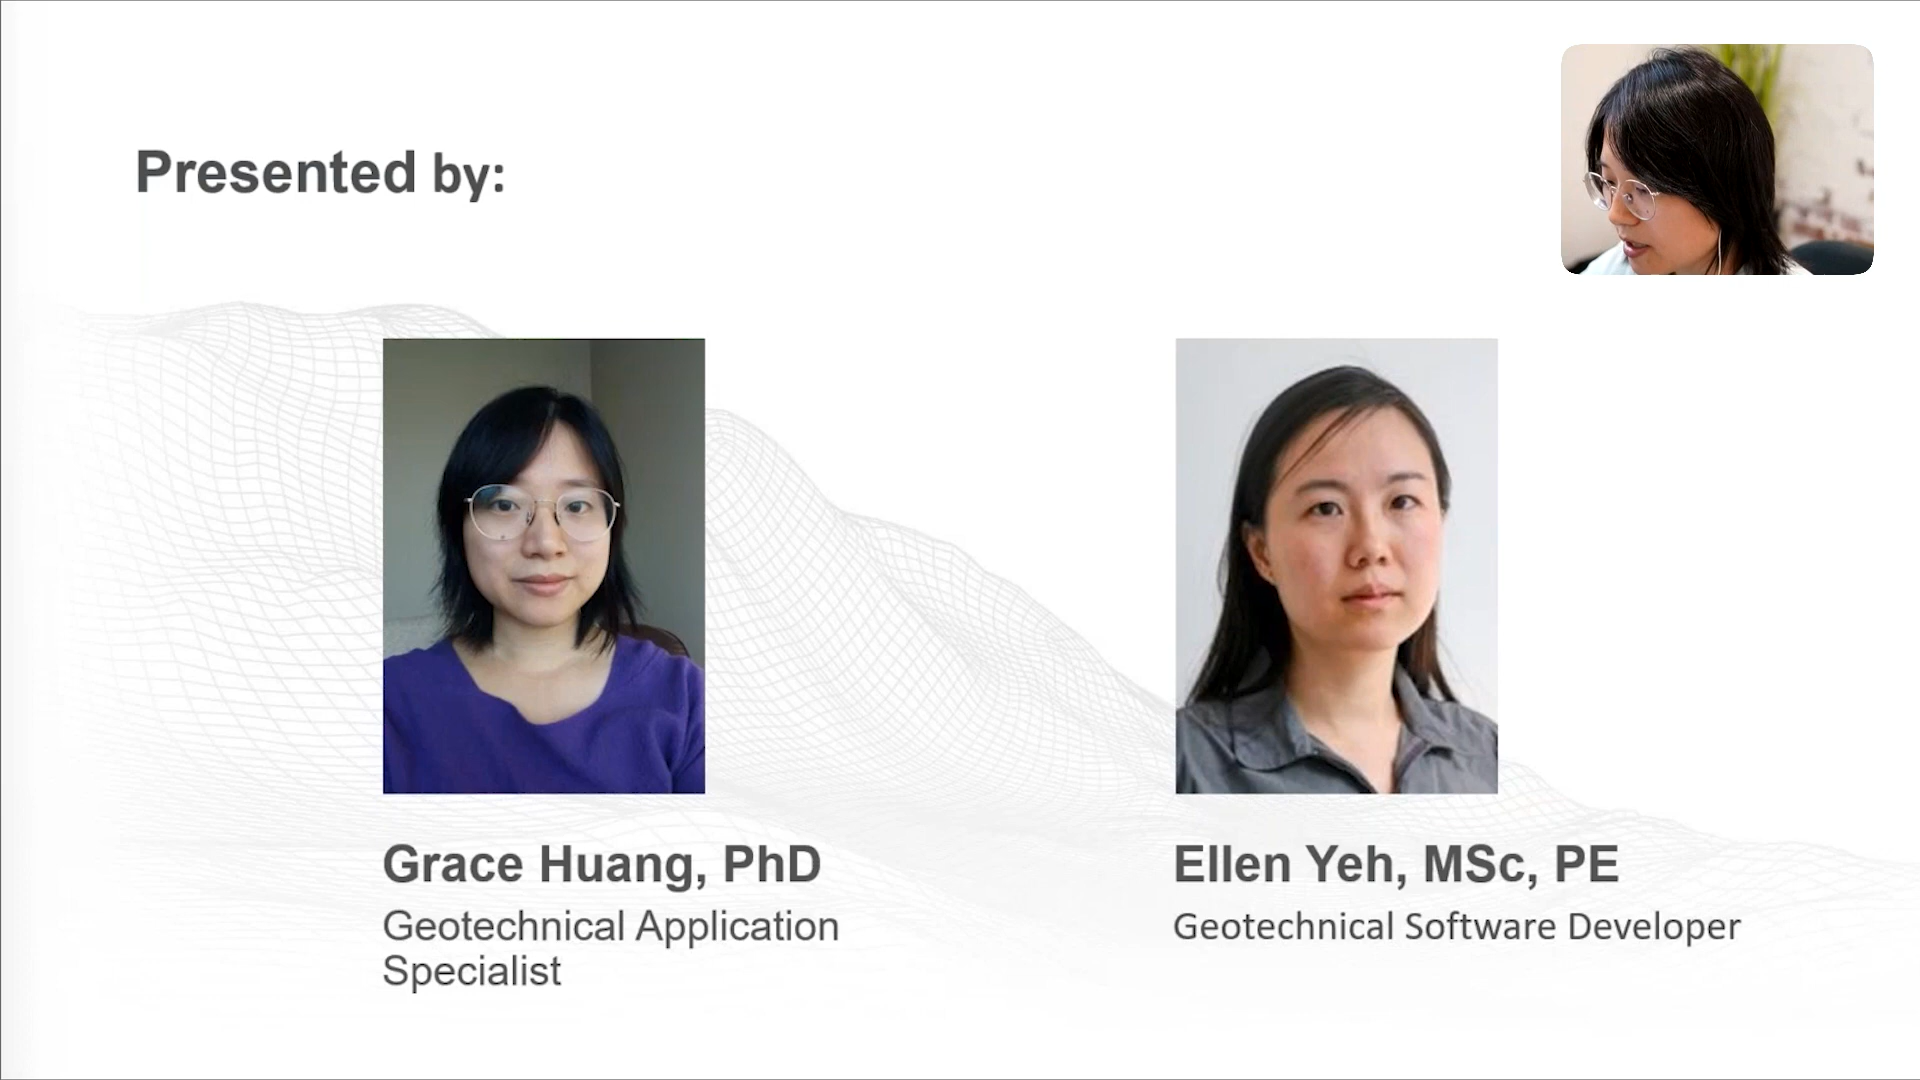 Presented by:
Grace Huang, PhD
Geotechnical Application
Specialist
Ellen Yeh, MSc, PE
Geotechnical Software Developer